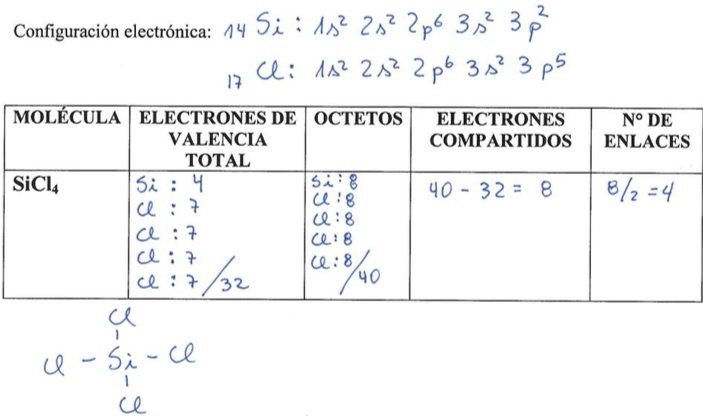 Configuración electrónica: 14 Si : 1s² 2s² 2p⁶ 3s² 3p²
17 Cl : 1s² 2s² 2p⁶ 3s² 3p⁵
MOLÉCULA ELECTRONES DE VALENCIA TOTAL OCTETOS ELECTRONES COMPARTIDOS Nº DE ENLACES
SiCl₄ Si : 4 Si : 8 40 - 32 = 8 8/2 = 4
Cl : 7 Cl : 8
Cl : 7 Cl : 8
Cl : 7 Cl : 8
Cl : 7 / 32 Cl : 8 / 40
Cl
Cl - Si - Cl
Cl